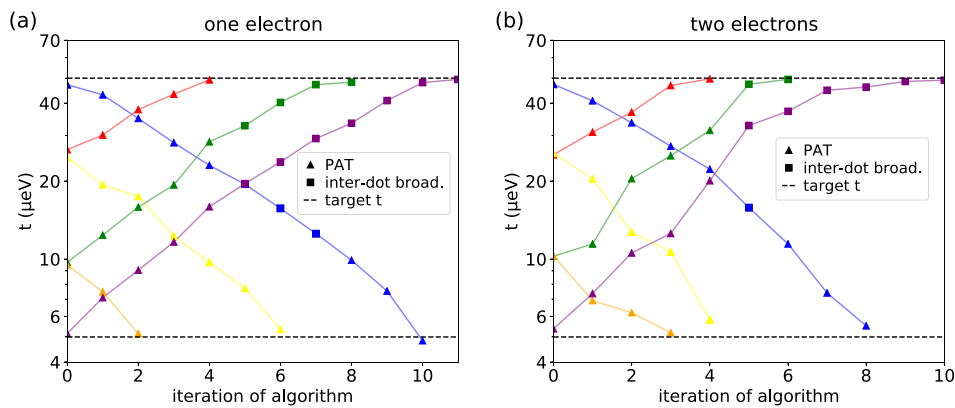 (a)
one electron
70
40
20
10
6
4
t (μeV)
PAT
inter-dot broad.
target t
0
2
4
6
8
10
iteration of algorithm
(b)
two electrons
70
40
20
10
6
4
t (μeV)
PAT
inter-dot broad.
target t
0
2
4
6
8
10
iteration of algorithm